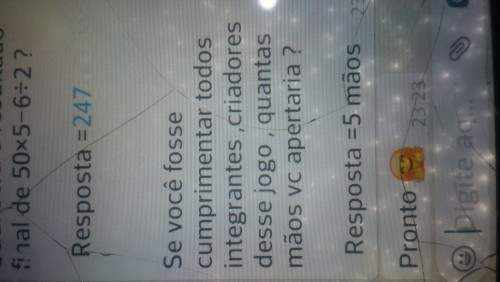 final de 50×5-6÷2 ?
Resposta =247
Se você fosse
cumprimentar todos
integrantes ,criadores
desse jogo , quantas
mãos vc apertaria ?
Resposta =5 mãos
Pronto 🤗 23:23
Digite aq...